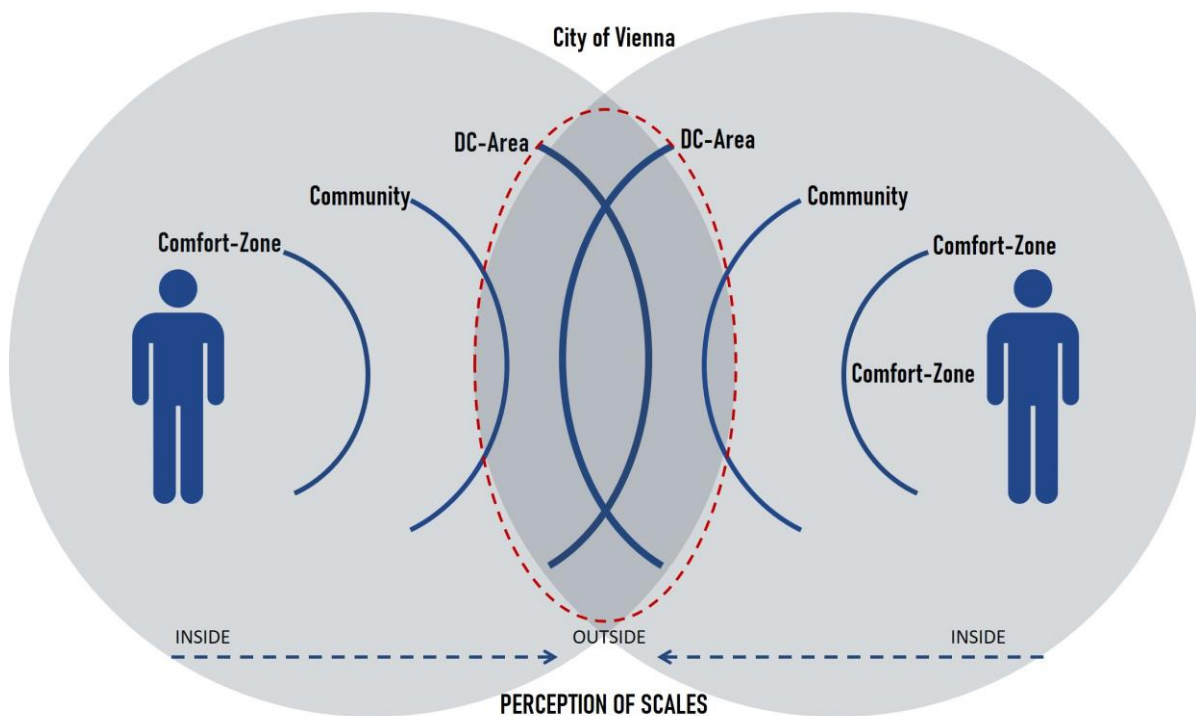 City of Vienna
DC-Area
DC-Area
Community
Community
Comfort-Zone
Comfort-Zone
Comfort-Zone
INSIDE
OUTSIDE
INSIDE
PERCEPTION OF SCALES